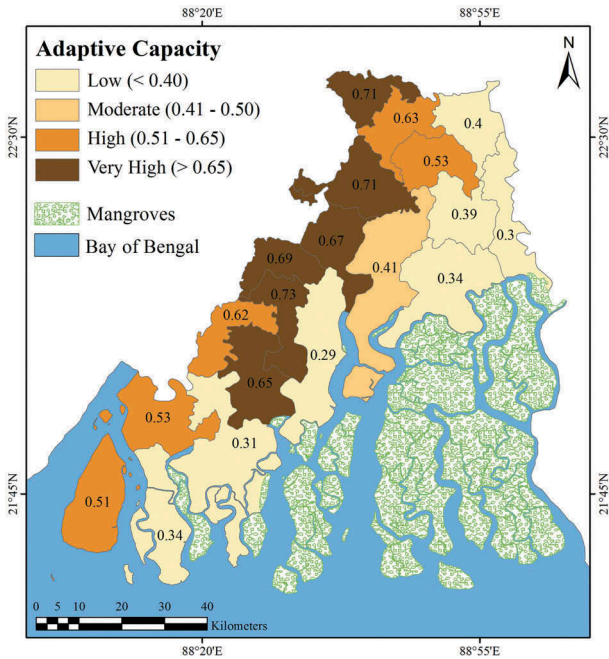 88°20'E 88°55'E
Adaptive Capacity
Low (< 0.40)
Moderate (0.41 - 0.50)
High (0.51 - 0.65)
Very High (> 0.65)
Mangroves
Bay of Bengal
N
22°30'N 22°30'N
0.71
0.63
0.4
0.53
0.71
0.39
0.67
0.3
0.69
0.41
0.34
0.73
0.62
0.29
0.65
0.53
0.31
21°45'N 21°45'N
0.51
0.34
0 5 10 20 30 40
Kilometers
88°20'E 88°55'E